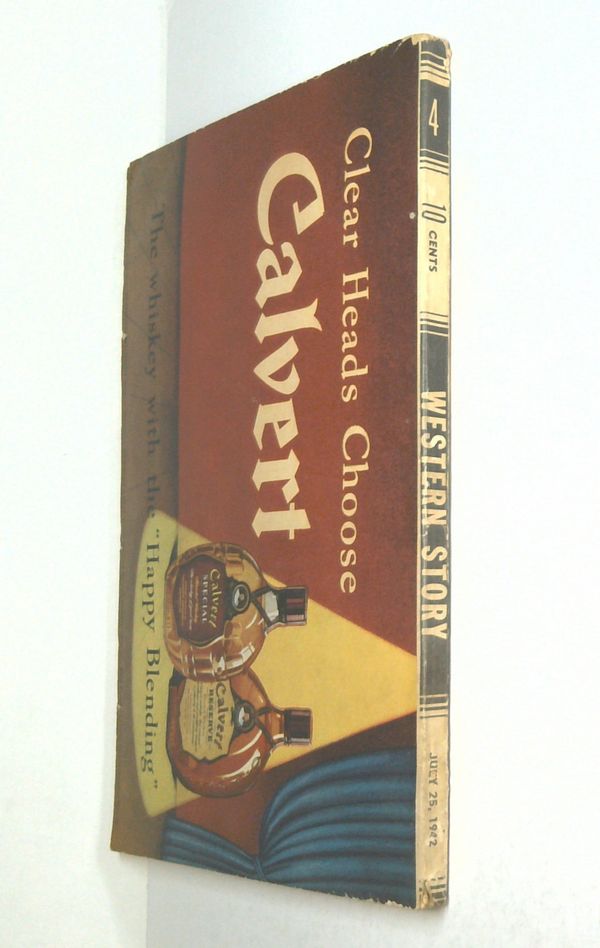 4
10 CENTS
WESTERN STORY
JULY 25, 1942
Clear Heads Choose
Calvert
Calvert
SPECIAL
Calvert
RESERVE
The whiskey with the "Happy Blending"